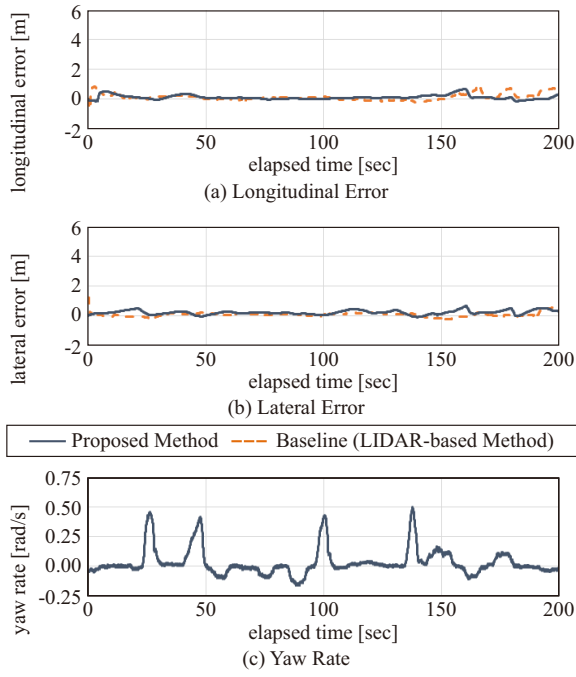 longitudinal error [m]
6
4
2
0
-2
0 50 100 150 200
elapsed time [sec]
(a) Longitudinal Error
lateral error [m]
6
4
2
0
-2
0 50 100 150 200
elapsed time [sec]
(b) Lateral Error
Proposed Method Baseline (LIDAR-based Method)
yaw rate [rad/s]
0.75
0.50
0.25
0.00
-0.25
0 50 100 150 200
elapsed time [sec]
(c) Yaw Rate